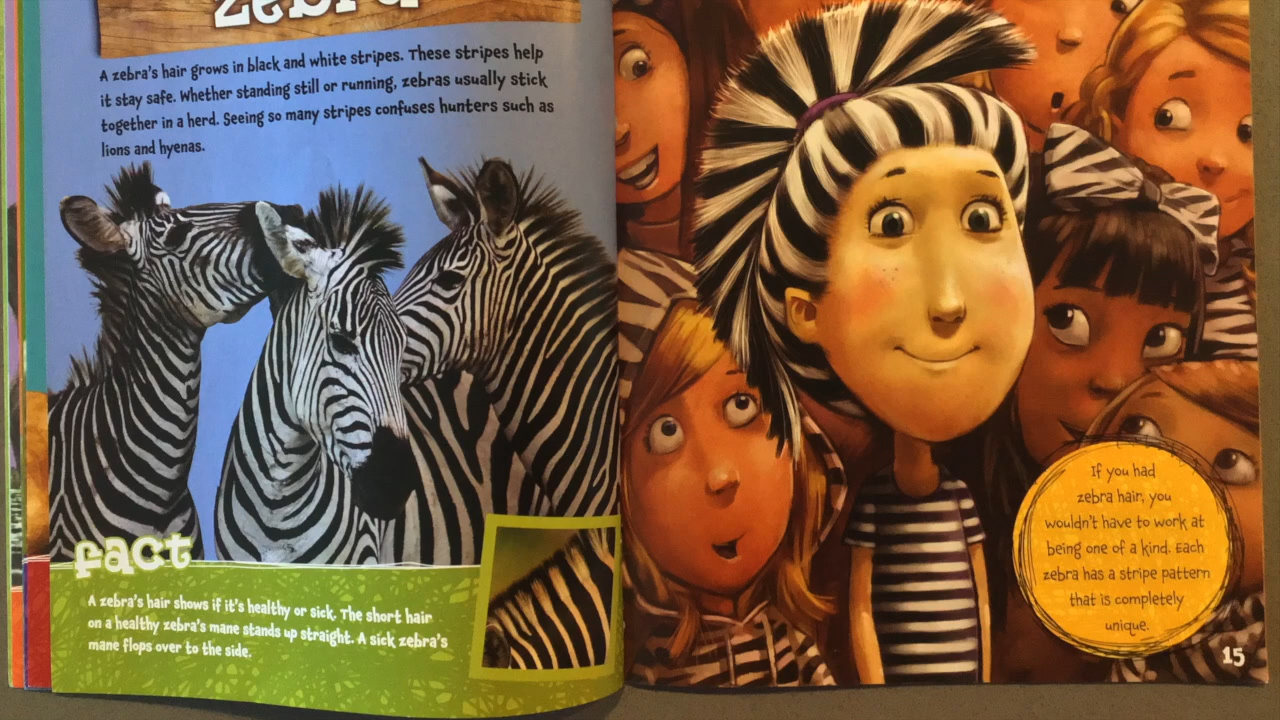 zebra
A zebra's hair grows in black and white stripes. These stripes help
it stay safe. Whether standing still or running, zebras usually stick
together in a herd. Seeing so many stripes confuses hunters such as
lions and hyenas.
fact
A zebra's hair shows if it's healthy or sick. The short hair
on a healthy zebra's mane stands up straight. A sick zebra's
mane flops over to the side.
If you had
zebra hair, you
wouldn't have to work at
being one of a kind. Each
zebra has a stripe pattern
that is completely
unique.
15